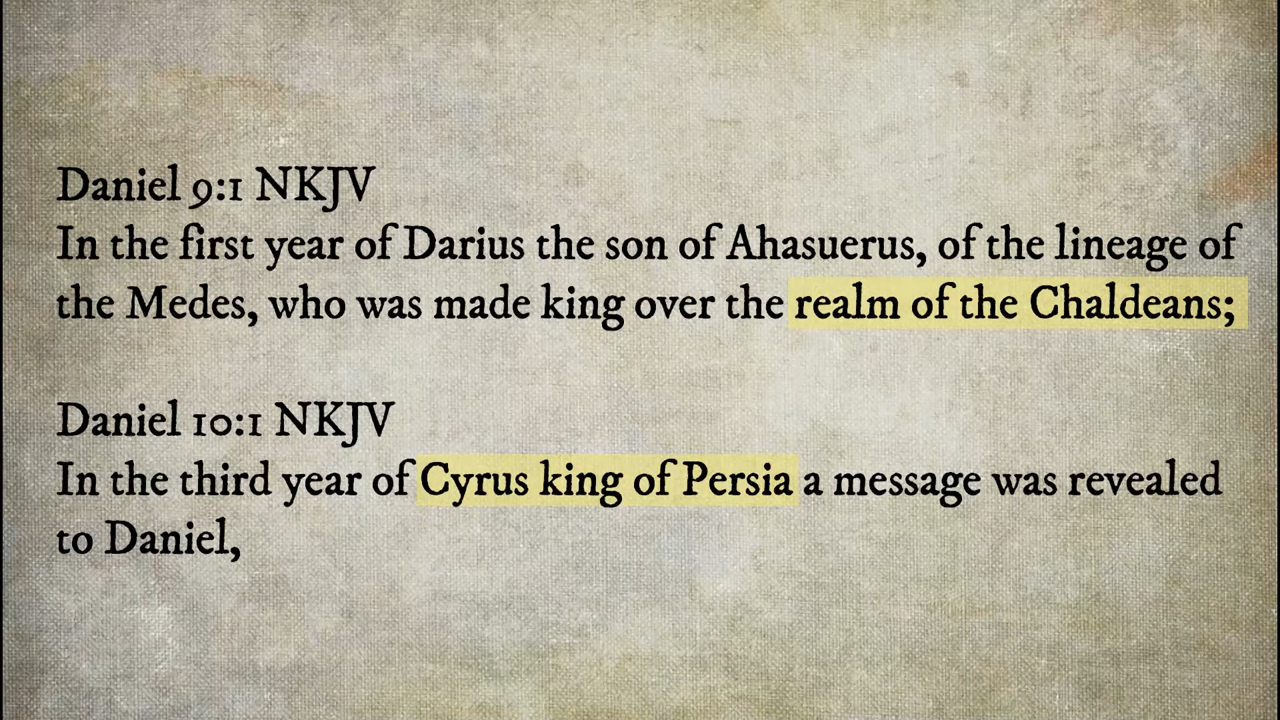 Daniel 9:1 NKJV
In the first year of Darius the son of Ahasuerus, of the lineage of
the Medes, who was made king over the realm of the Chaldeans;
Daniel 10:1 NKJV
In the third year of Cyrus king of Persia a message was revealed
to Daniel,